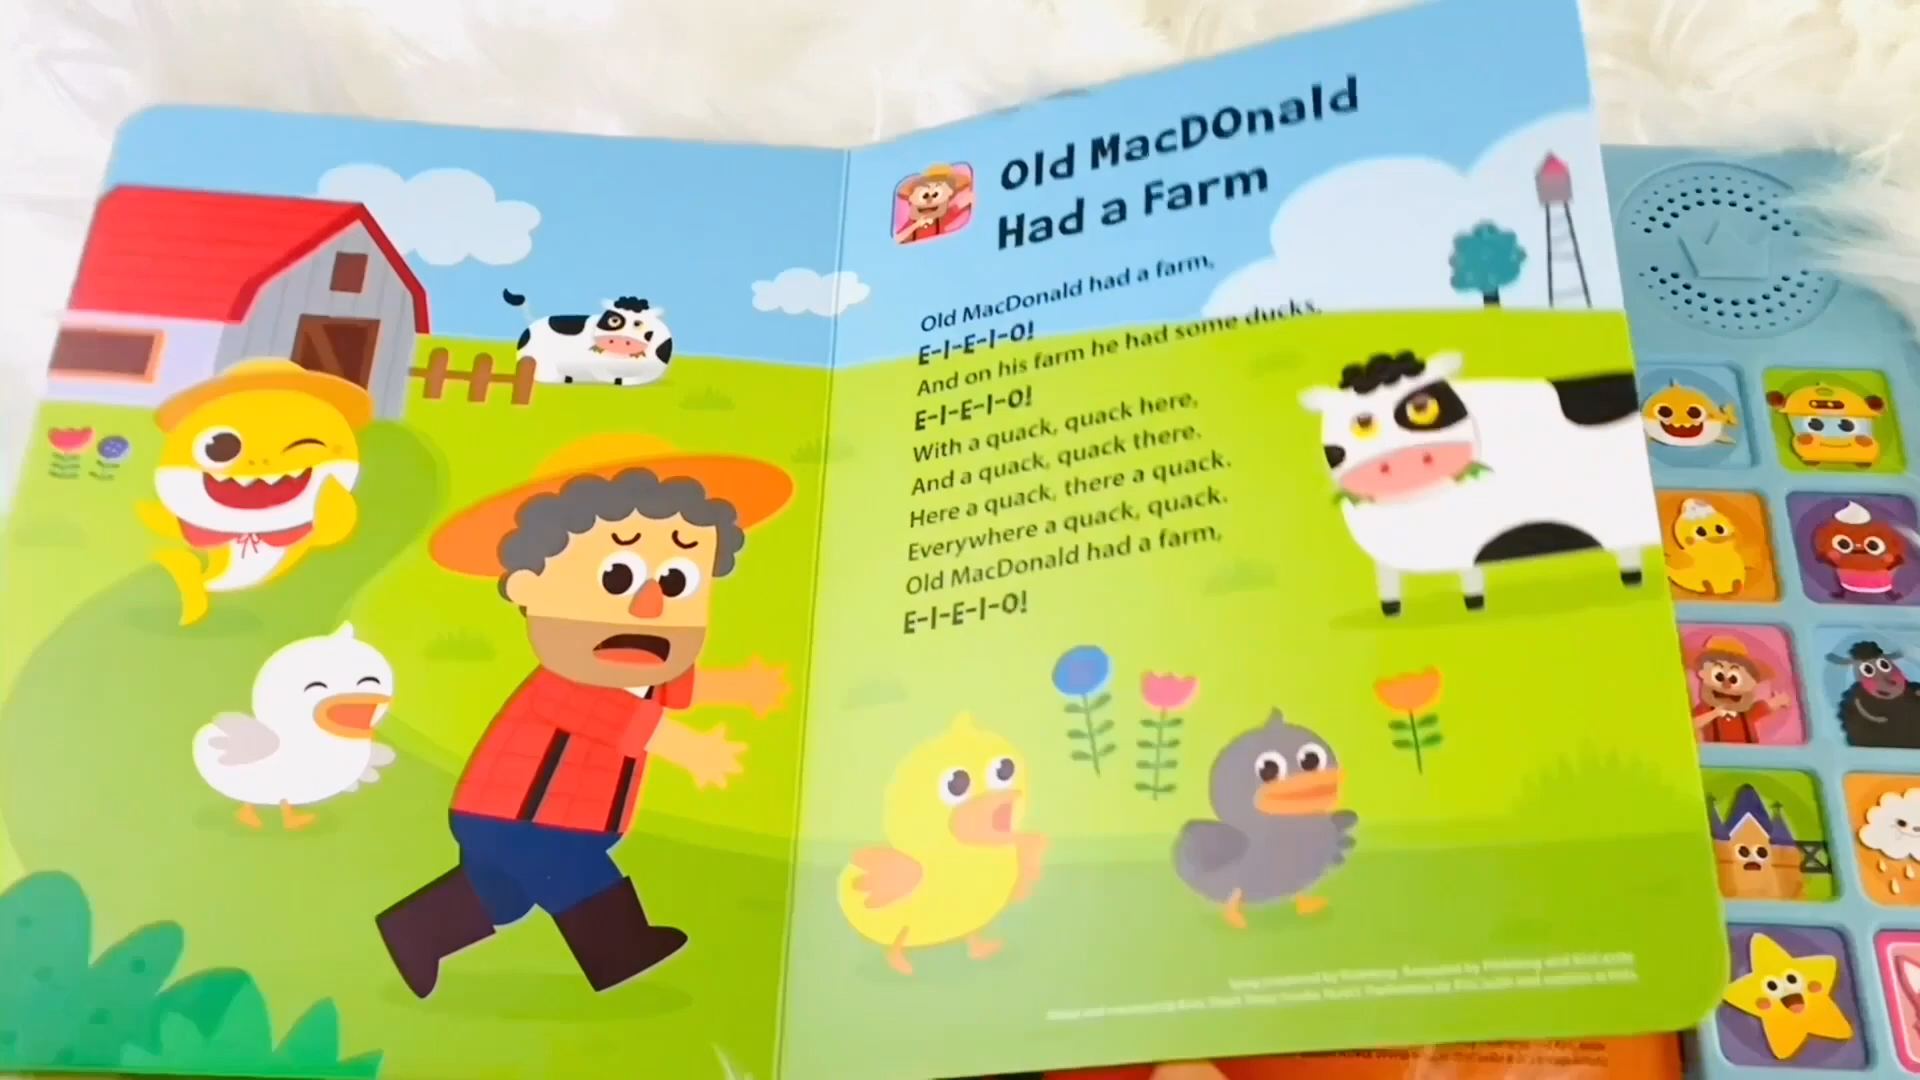 Old MacDOnald
Had a Farm
Old MacDonald had a farm,
E-I-E-I-O!
And on his farm he had some ducks,
E-I-E-I-O!
With a quack, quack here,
And a quack, quack there.
Here a quack, there a quack.
Everywhere a quack, quack.
Old MacDonald had a farm,
E-I-E-I-O!